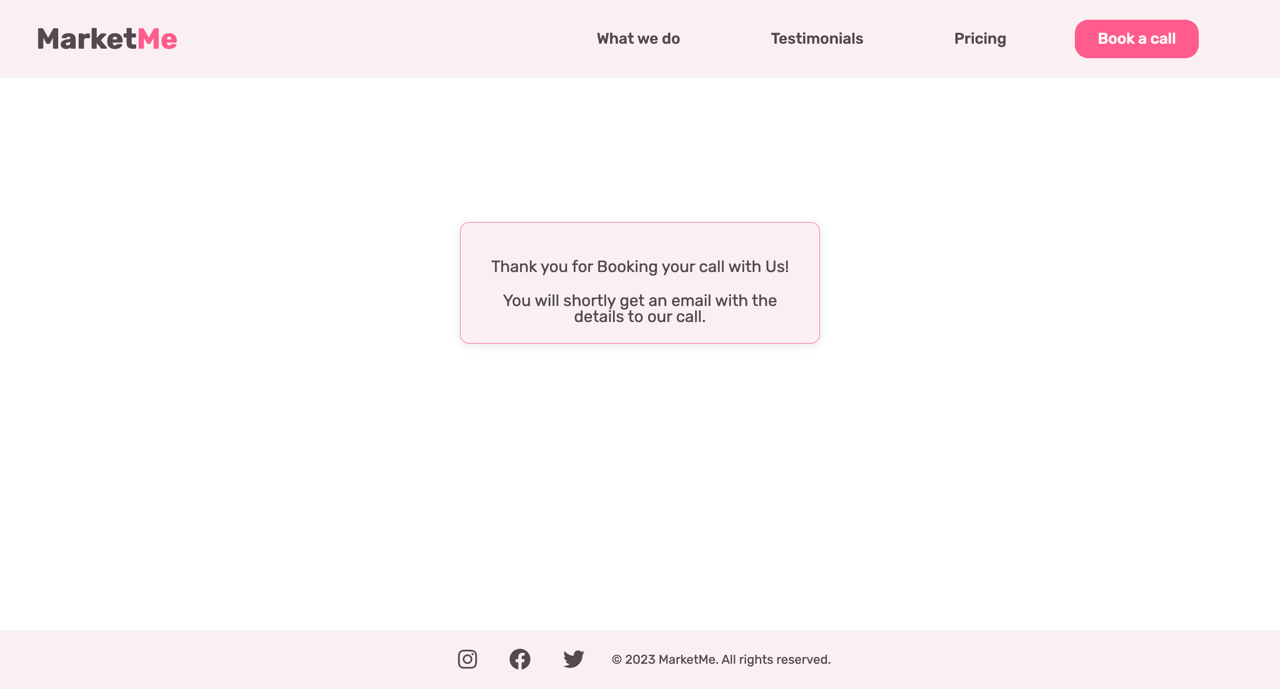 MarketMe
What we do
Testimonials
Pricing
Book a call
Thank you for Booking your call with Us!
You will shortly get an email with the
details to our call.
© 2023 MarketMe. All rights reserved.